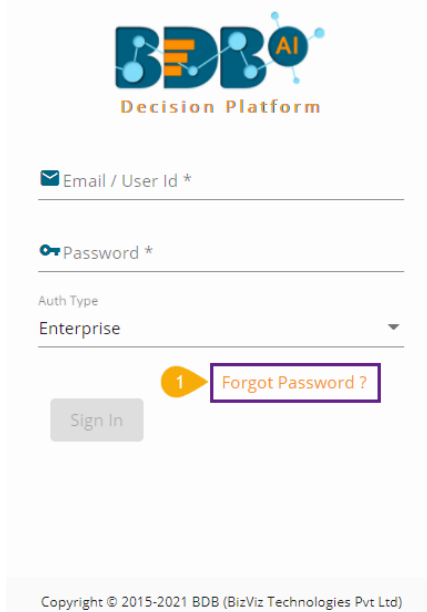 BDB AI
Decision Platform
Email / User Id *
Password *
Auth Type
Enterprise
1 Forgot Password ?
Sign In
Copyright © 2015-2021 BDB (BizViz Technologies Pvt Ltd)